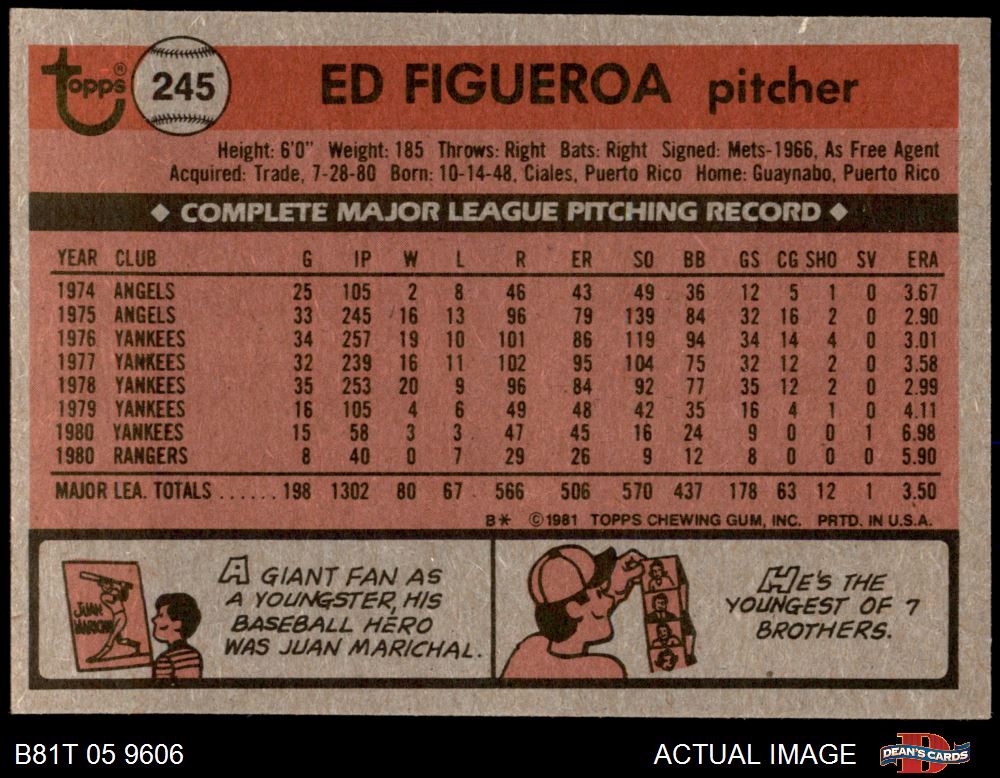 topps® 245 ED FIGUEROA pitcher
Height: 6'0" Weight: 185 Throws: Right Bats: Right Signed: Mets-1966, As Free Agent
Acquired: Trade, 7-28-80 Born: 10-14-48, Ciales, Puerto Rico Home: Guaynabo, Puerto Rico
◆ COMPLETE MAJOR LEAGUE PITCHING RECORD ◆
YEAR CLUB G IP W L R ER SO BB GS CG SHO SV ERA
1974 ANGELS 25 105 2 8 46 43 49 36 12 5 1 0 3.67
1975 ANGELS 33 245 16 13 96 79 139 84 32 16 2 0 2.90
1976 YANKEES 34 257 19 10 101 86 119 94 34 14 4 0 3.01
1977 YANKEES 32 239 16 11 102 95 104 75 32 12 2 0 3.58
1978 YANKEES 35 253 20 9 96 84 92 77 35 12 2 0 2.99
1979 YANKEES 16 105 4 6 49 48 42 35 16 4 1 0 4.11
1980 YANKEES 15 58 3 3 47 45 16 24 9 0 0 1 6.98
1980 RANGERS 8 40 0 7 29 26 9 12 8 0 0 0 5.90
MAJOR LEA. TOTALS ...... 198 1302 80 67 566 506 570 437 178 63 12 1 3.50
B* ©1981 TOPPS CHEWING GUM, INC. PRTD. IN U.S.A.
JUAN
MARICHAL
A GIANT FAN AS
A YOUNGSTER, HIS
BASEBALL HERO
WAS JUAN MARICHAL.
HE'S THE
YOUNGEST OF 7
BROTHERS.
B81T 05 9606 ACTUAL IMAGE DEAN'S CARDS